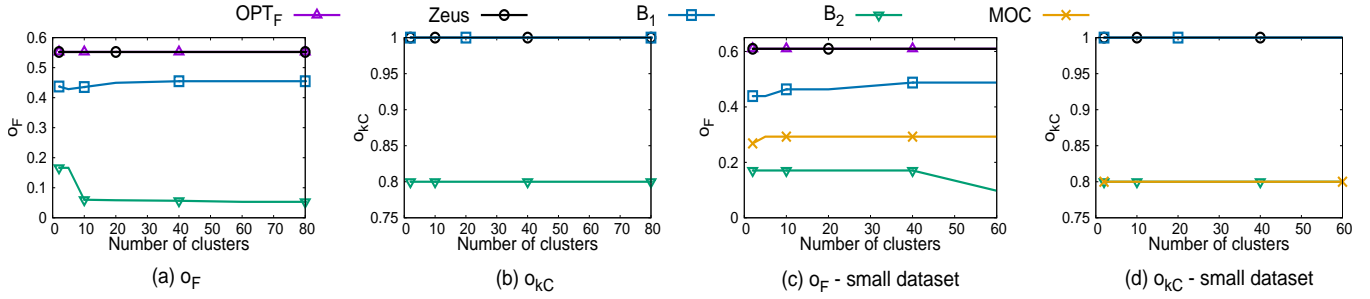 OPT_F Zeus B_1 B_2 MOC
o_F
0.6
0.5
0.4
0.3
0.2
0.1
0
0 10 20 30 40 50 60 70 80
Number of clusters
(a) o_F
o_kC
1
0.95
0.9
0.85
0.8
0.75
0 10 20 30 40 50 60 70 80
Number of clusters
(b) o_kC
o_F
0.6
0.4
0.2
0
0 10 20 30 40 50 60
Number of clusters
(c) o_F - small dataset
o_kC
1
0.95
0.9
0.85
0.8
0.75
0 10 20 30 40 50 60
Number of clusters
(d) o_kC - small dataset